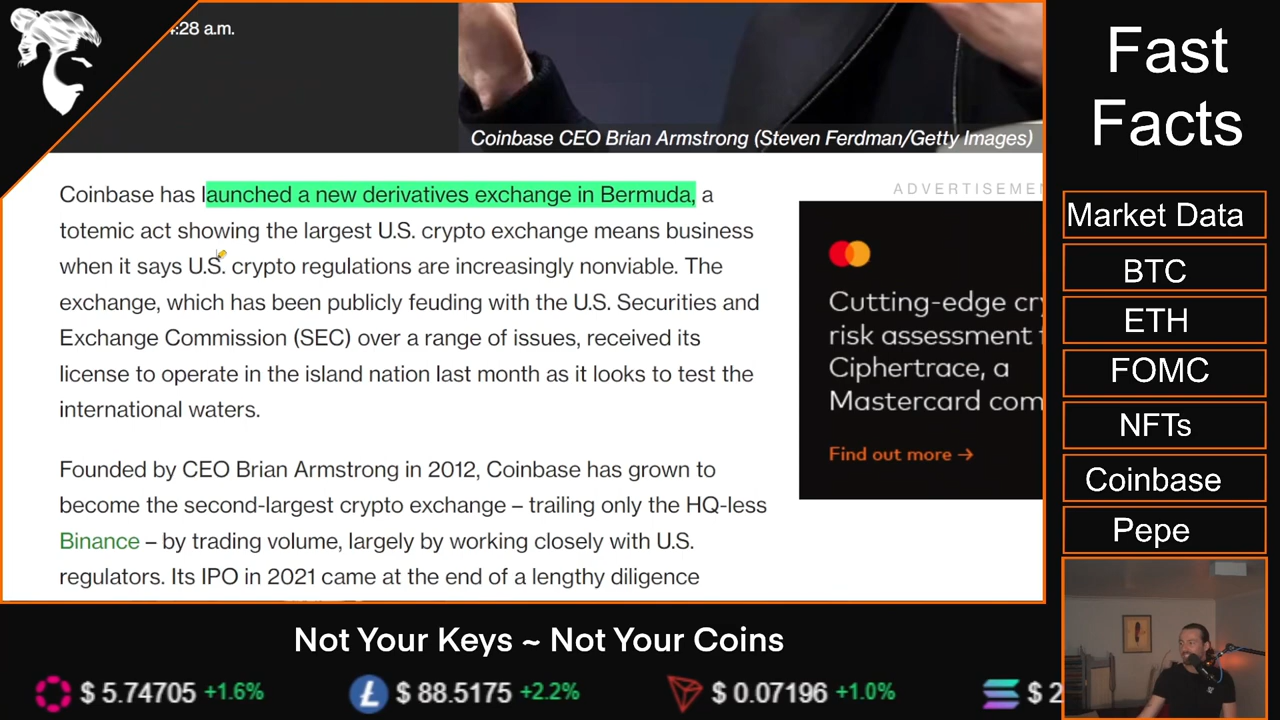 4:28 a.m.
Coinbase CEO Brian Armstrong (Steven Ferdman/Getty Images)
Coinbase has launched a new derivatives exchange in Bermuda, a
totemic act showing the largest U.S. crypto exchange means business
when it says U.S. crypto regulations are increasingly nonviable. The
exchange, which has been publicly feuding with the U.S. Securities and
Exchange Commission (SEC) over a range of issues, received its
license to operate in the island nation last month as it looks to test the
international waters.
Founded by CEO Brian Armstrong in 2012, Coinbase has grown to
become the second-largest crypto exchange – trailing only the HQ-less
Binance – by trading volume, largely by working closely with U.S.
regulators. Its IPO in 2021 came at the end of a lengthy diligence
ADVERTISEMEN
Cutting-edge cry
risk assessment
Ciphertrace, a
Mastercard com
Find out more →
Fast
Facts
Market Data
BTC
ETH
FOMC
NFTs
Coinbase
Pepe
Not Your Keys ~ Not Your Coins
$ 5.74705 +1.6%
$ 88.5175 +2.2%
$ 0.07196 +1.0%
$ 2